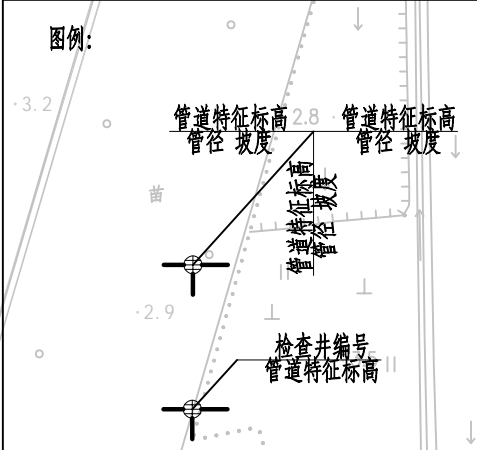 图例:
·3.2
管道特征标高
管径 坡度
2.8
管道特征标高
管径 坡度
管道特征标高
管径 坡度
苗
·2.9
检查井编号
管道特征标高